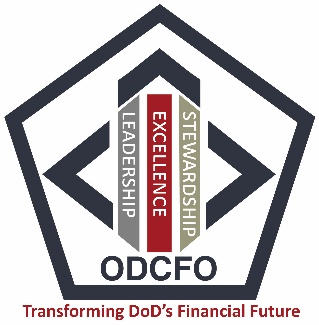 LEADERSHIP
EXCELLENCE
STEWARDSHIP
ODCFO
Transforming DoD's Financial Future